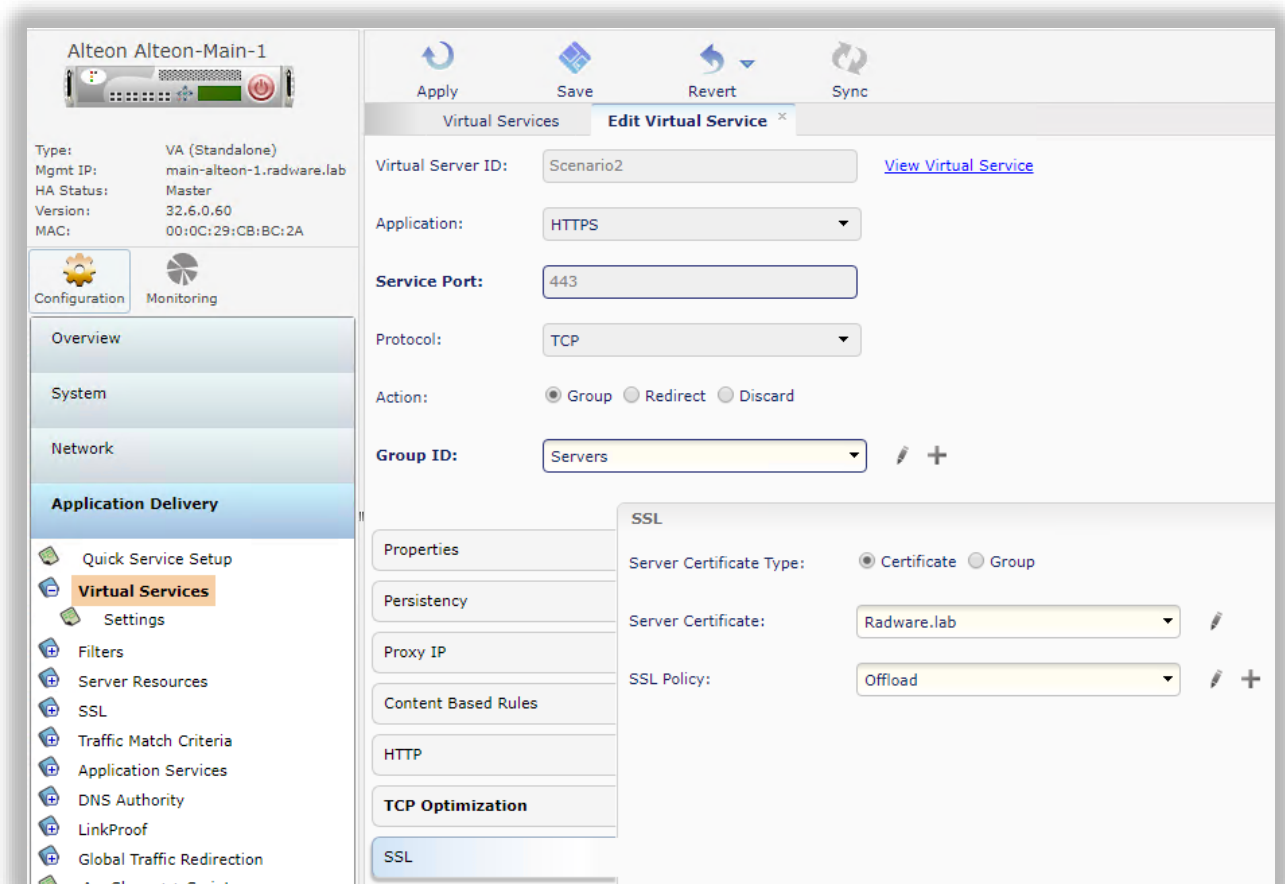 Alteon Alteon-Main-1
Type: VA (Standalone)
Mgmt IP: main-alteon-1.radware.lab
HA Status: Master
Version: 32.6.0.60
MAC: 00:0C:29:CB:BC:2A
Configuration Monitoring
Overview
System
Network
Application Delivery
Quick Service Setup
Virtual Services
Settings
Filters
Server Resources
SSL
Traffic Match Criteria
Application Services
DNS Authority
LinkProof
Global Traffic Redirection
Apply Save Revert Sync
Virtual Services Edit Virtual Service
Virtual Server ID: Scenario2 View Virtual Service
Application: HTTPS
Service Port: 443
Protocol: TCP
Action: Group Redirect Discard
Group ID: Servers
Properties
Persistency
Proxy IP
Content Based Rules
HTTP
TCP Optimization
SSL
SSL
Server Certificate Type: Certificate Group
Server Certificate: Radware.lab
SSL Policy: Offload